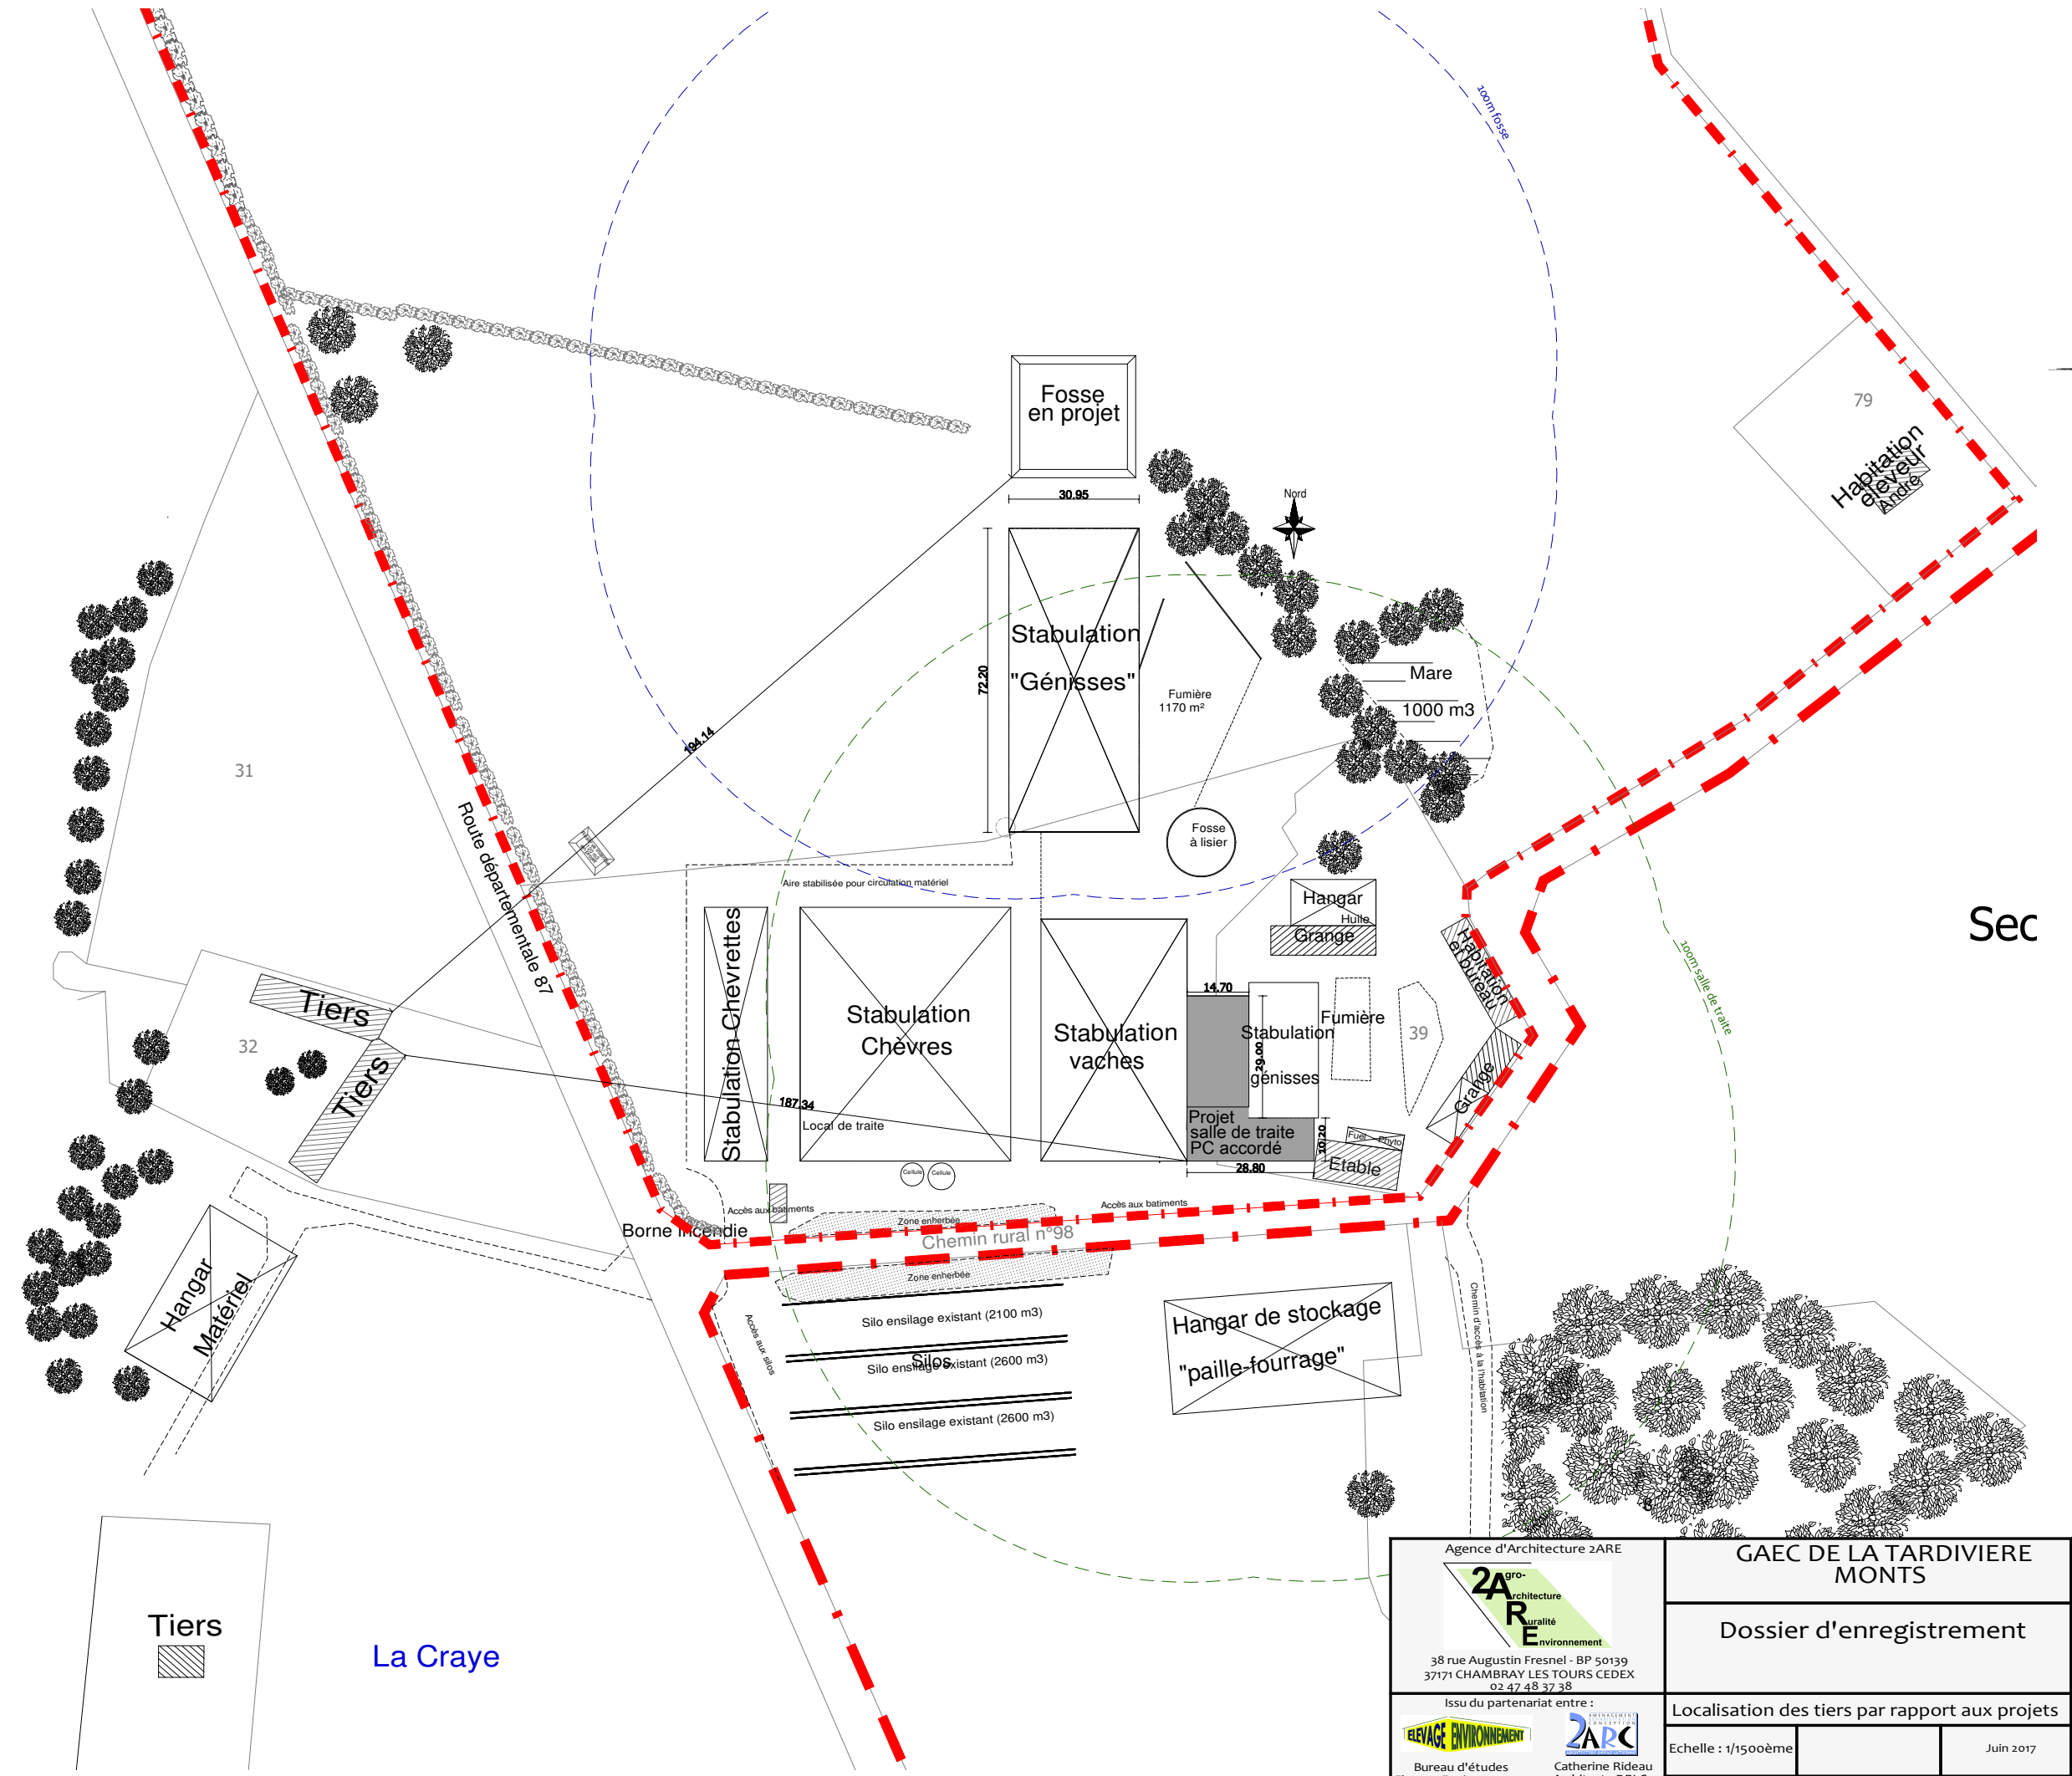 100m fosse
Fosse
en projet
30.95
Nord
79
Habitation
éleveur
André
Stabulation
"Génisses"
72.20
Fumière
1170 m²
Mare
1000 m3
194.14
31
Route départementale 87
Fosse
à lisier
Aire stabilisée pour circulation matériel
Hangar
Huile
Grange
Sec
Habitation
et bureau
100m salle de traite
Tiers
32
Tiers
Stabulation Chevrettes
Stabulation
Chèvres
Stabulation
vaches
14.70
29.00
Stabulation
génisses
Fumière
39
Grange
187.34
Local de traite
Projet
salle de traite
PC accordé
10.20
28.80
Fuel
Phyto
Etable
Cellule
Cellule
Accès aux batiments
Accès aux batiments
Borne incendie
Zone enherbée
Chemin rural n°98
Zone enherbée
Hangar
Matériel
Accès aux silos
Silo ensilage existant (2100 m3)
Silos
Silo ensilage existant (2600 m3)
Silo ensilage existant (2600 m3)
Hangar de stockage
"paille-fourrage"
Chemin d'accès à la l'habitation
8
Tiers
La Craye
Agence d'Architecture 2ARE
2Agro-
Architecture
Ruralité
Environnement
38 rue Augustin Fresnel - BP 50139
37171 CHAMBRAY LES TOURS CEDEX
02 47 48 37 38
GAEC DE LA TARDIVIERE
MONTS
Dossier d'enregistrement
Issu du partenariat entre :
ELEVAGE ENVIRONNEMENT
2ARC
Bureau d'études
Catherine Rideau
Localisation des tiers par rapport aux projets
Echelle : 1/1500ème
Juin 2017